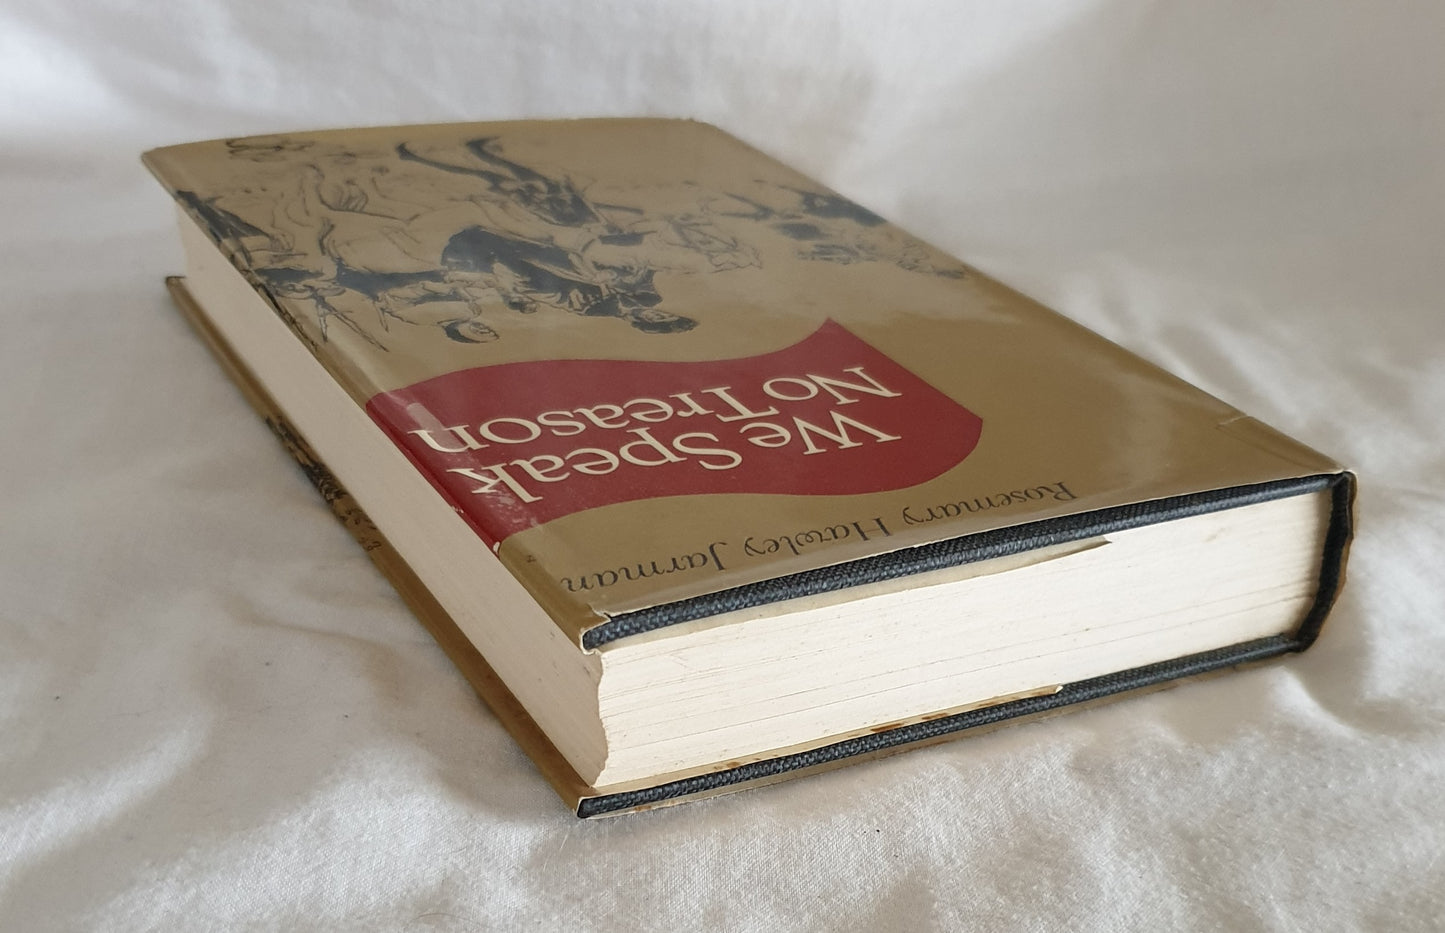 Rosemary Hawley Jarman
We Speak
No Treason